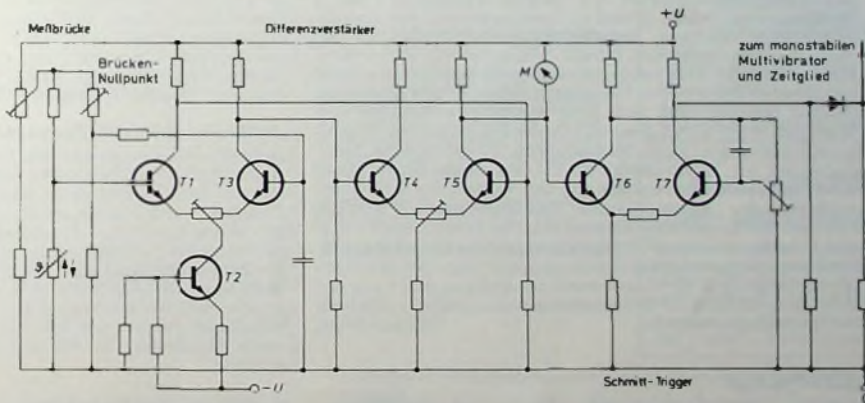 +U
Meßbrücke
Differenzverstärker
zum monostabilen
Multivibrator
und Zeitglied
Brücken-
Nullpunkt
M
T1
T3
T4
T5
T6
T7
ϑ
T2
-U
Schmitt-Trigger